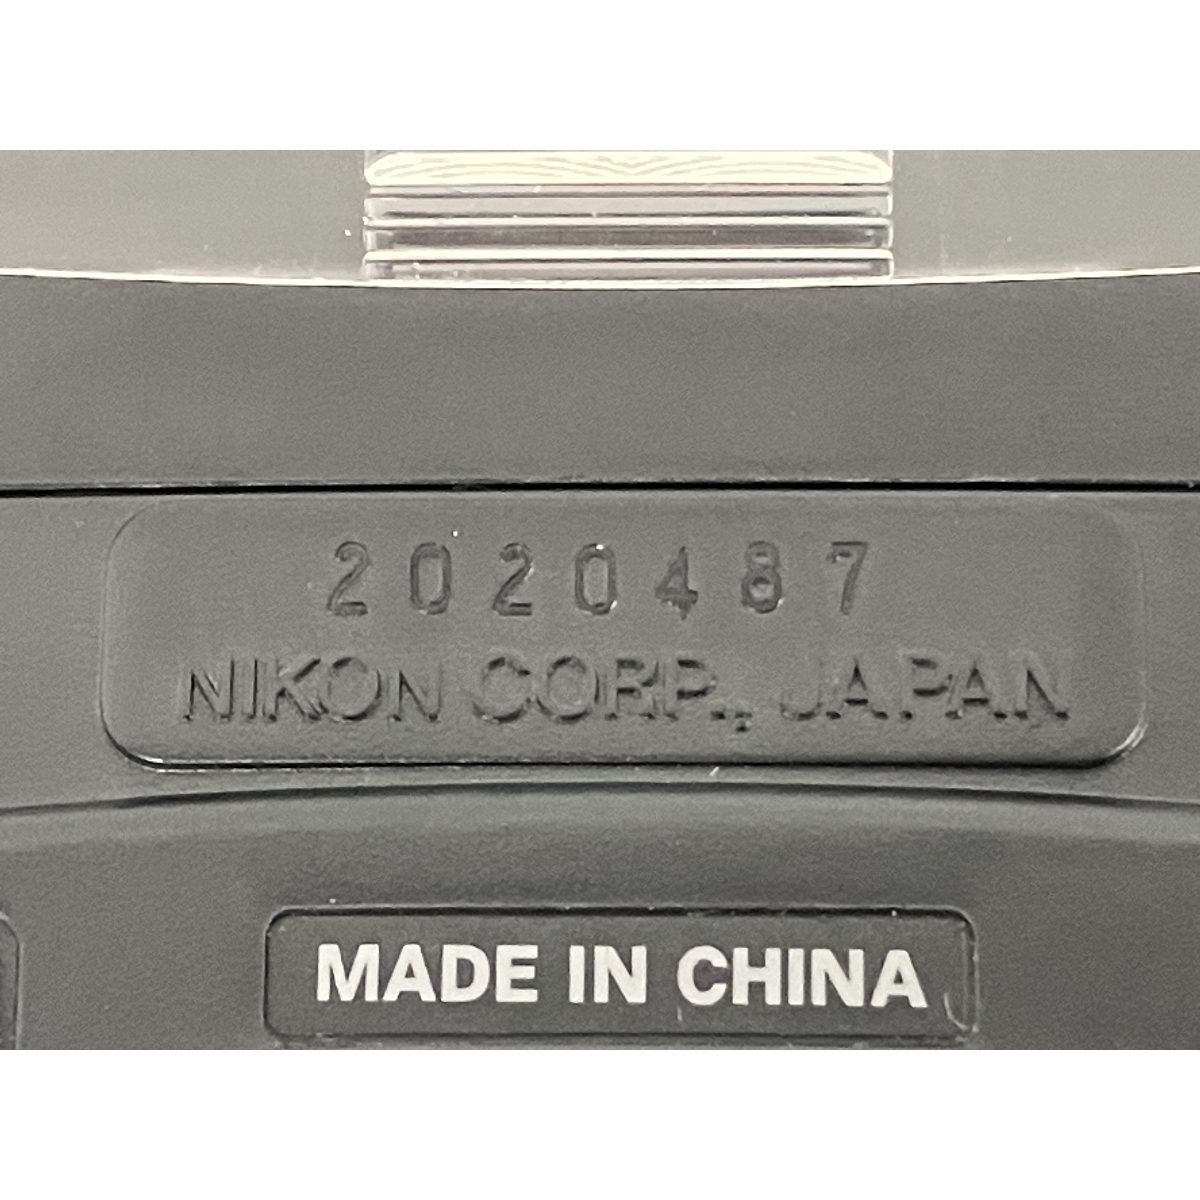 2020487
NIKON CORP., JAPAN
MADE IN CHINA